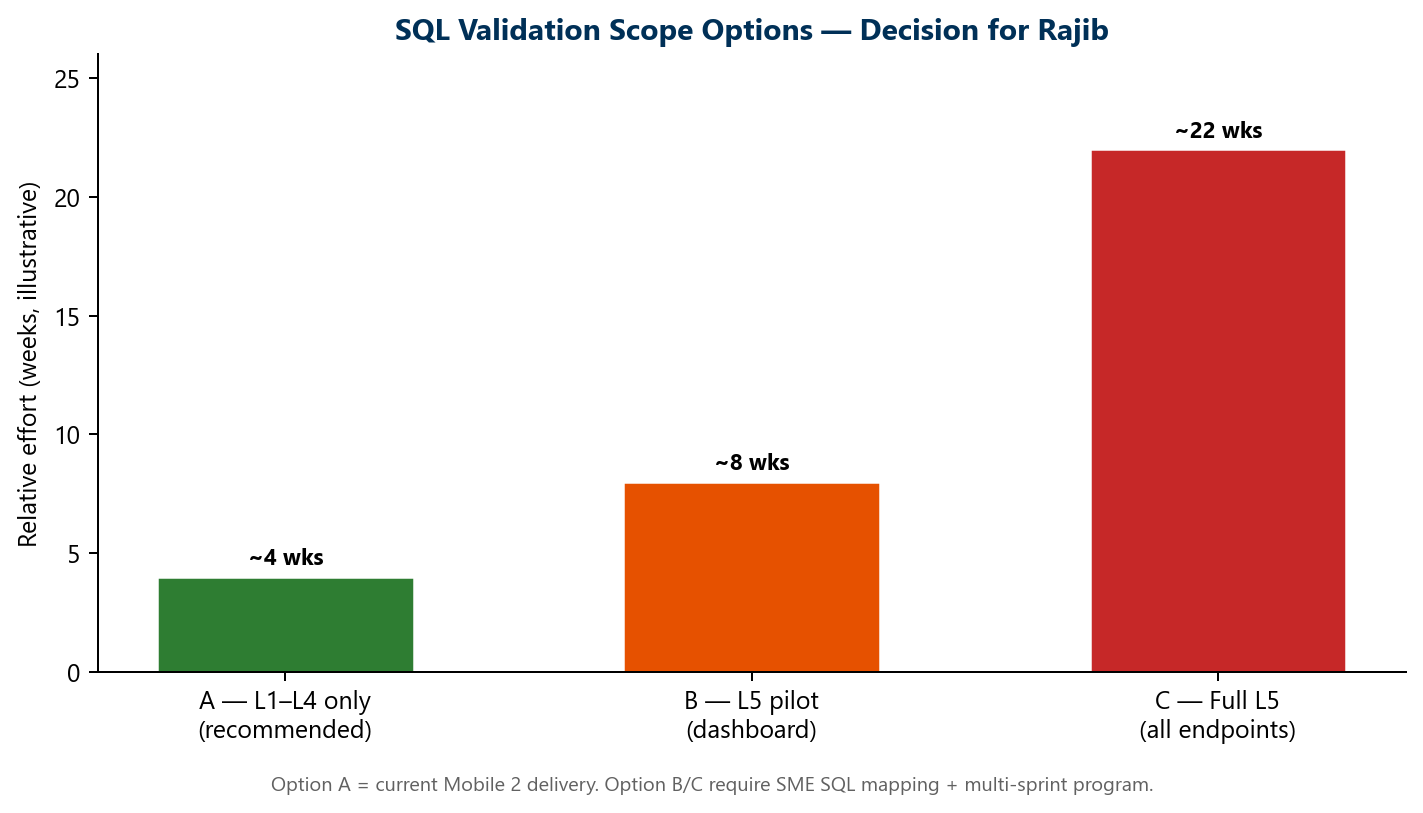 SQL Validation Scope Options — Decision for Rajib
Relative effort (weeks, illustrative)
25
20
15
10
5
0
~4 wks
~8 wks
~22 wks
A — L1–L4 only
(recommended)
B — L5 pilot
(dashboard)
C — Full L5
(all endpoints)
Option A = current Mobile 2 delivery. Option B/C require SME SQL mapping + multi-sprint program.